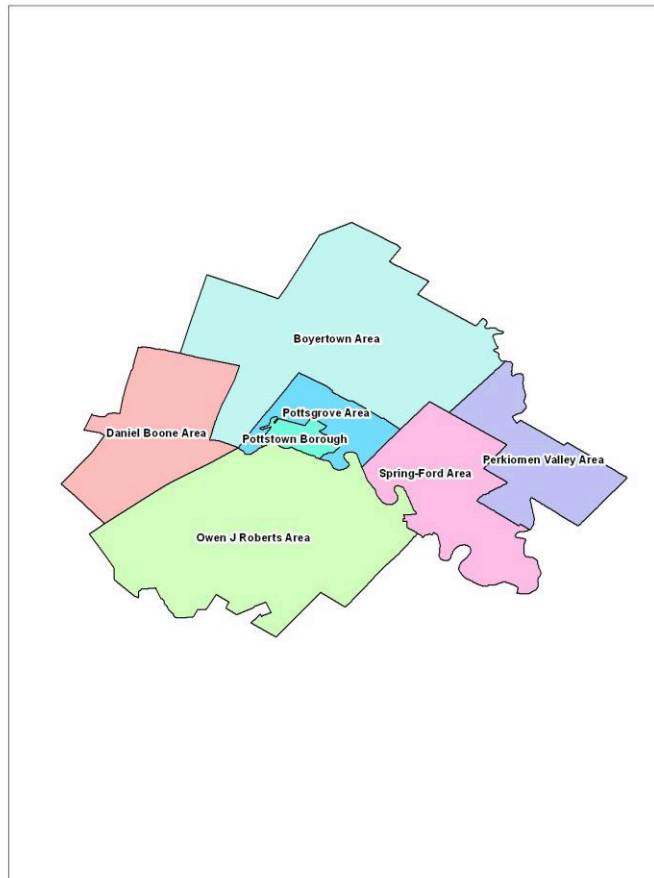 Boyertown Area
Pottsgrove Area
Daniel Boone Area
Pottstown Borough
Perkiomen Valley Area
Spring-Ford Area
Owen J Roberts Area